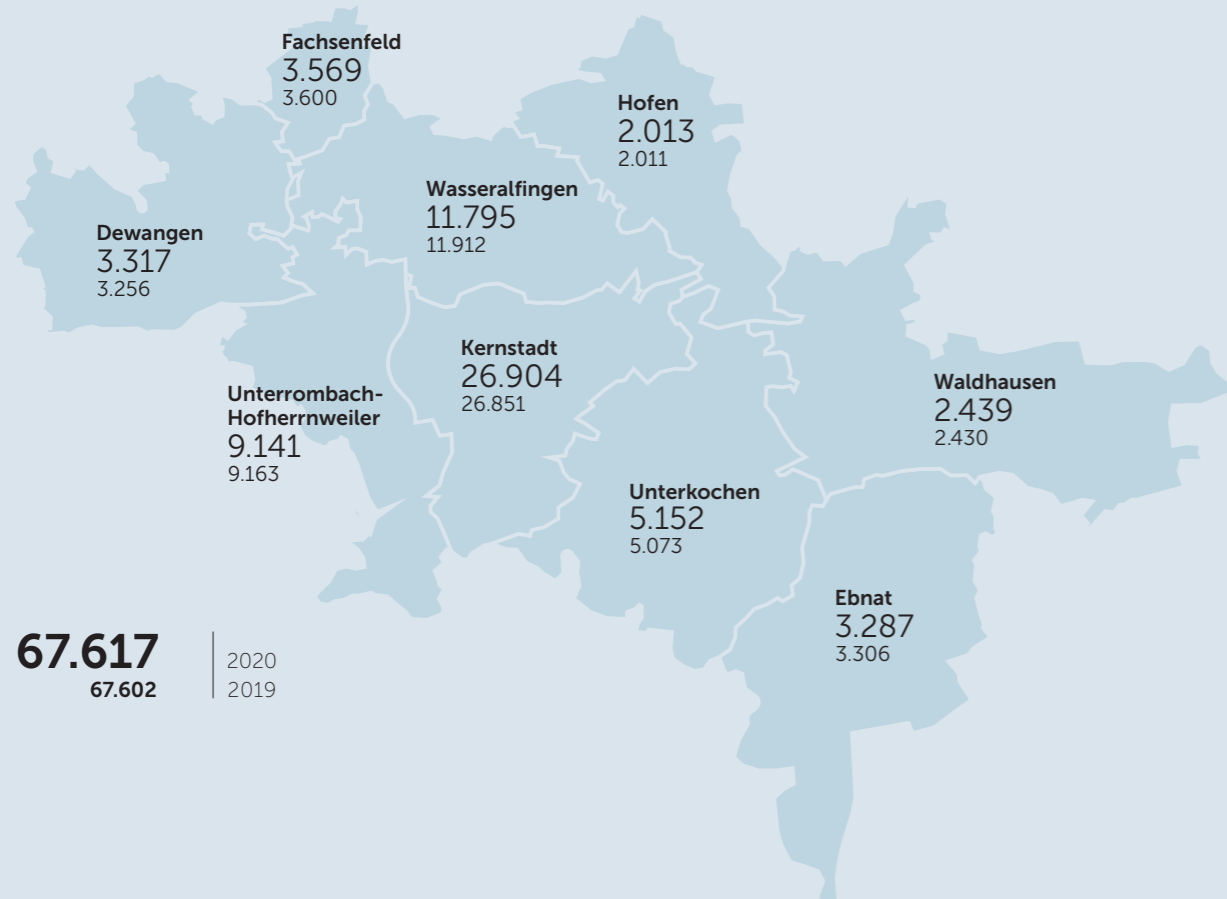 Fachsenfeld
3.569
3.600
Hofen
2.013
2.011
Wasseralfingen
11.795
11.912
Dewangen
3.317
3.256
Kernstadt
26.904
26.851
Unterrombach-
Hofherrnweiler
9.141
9.163
Waldhausen
2.439
2.430
Unterkochen
5.152
5.073
Ebnat
3.287
3.306
67.617 2020
67.602 2019